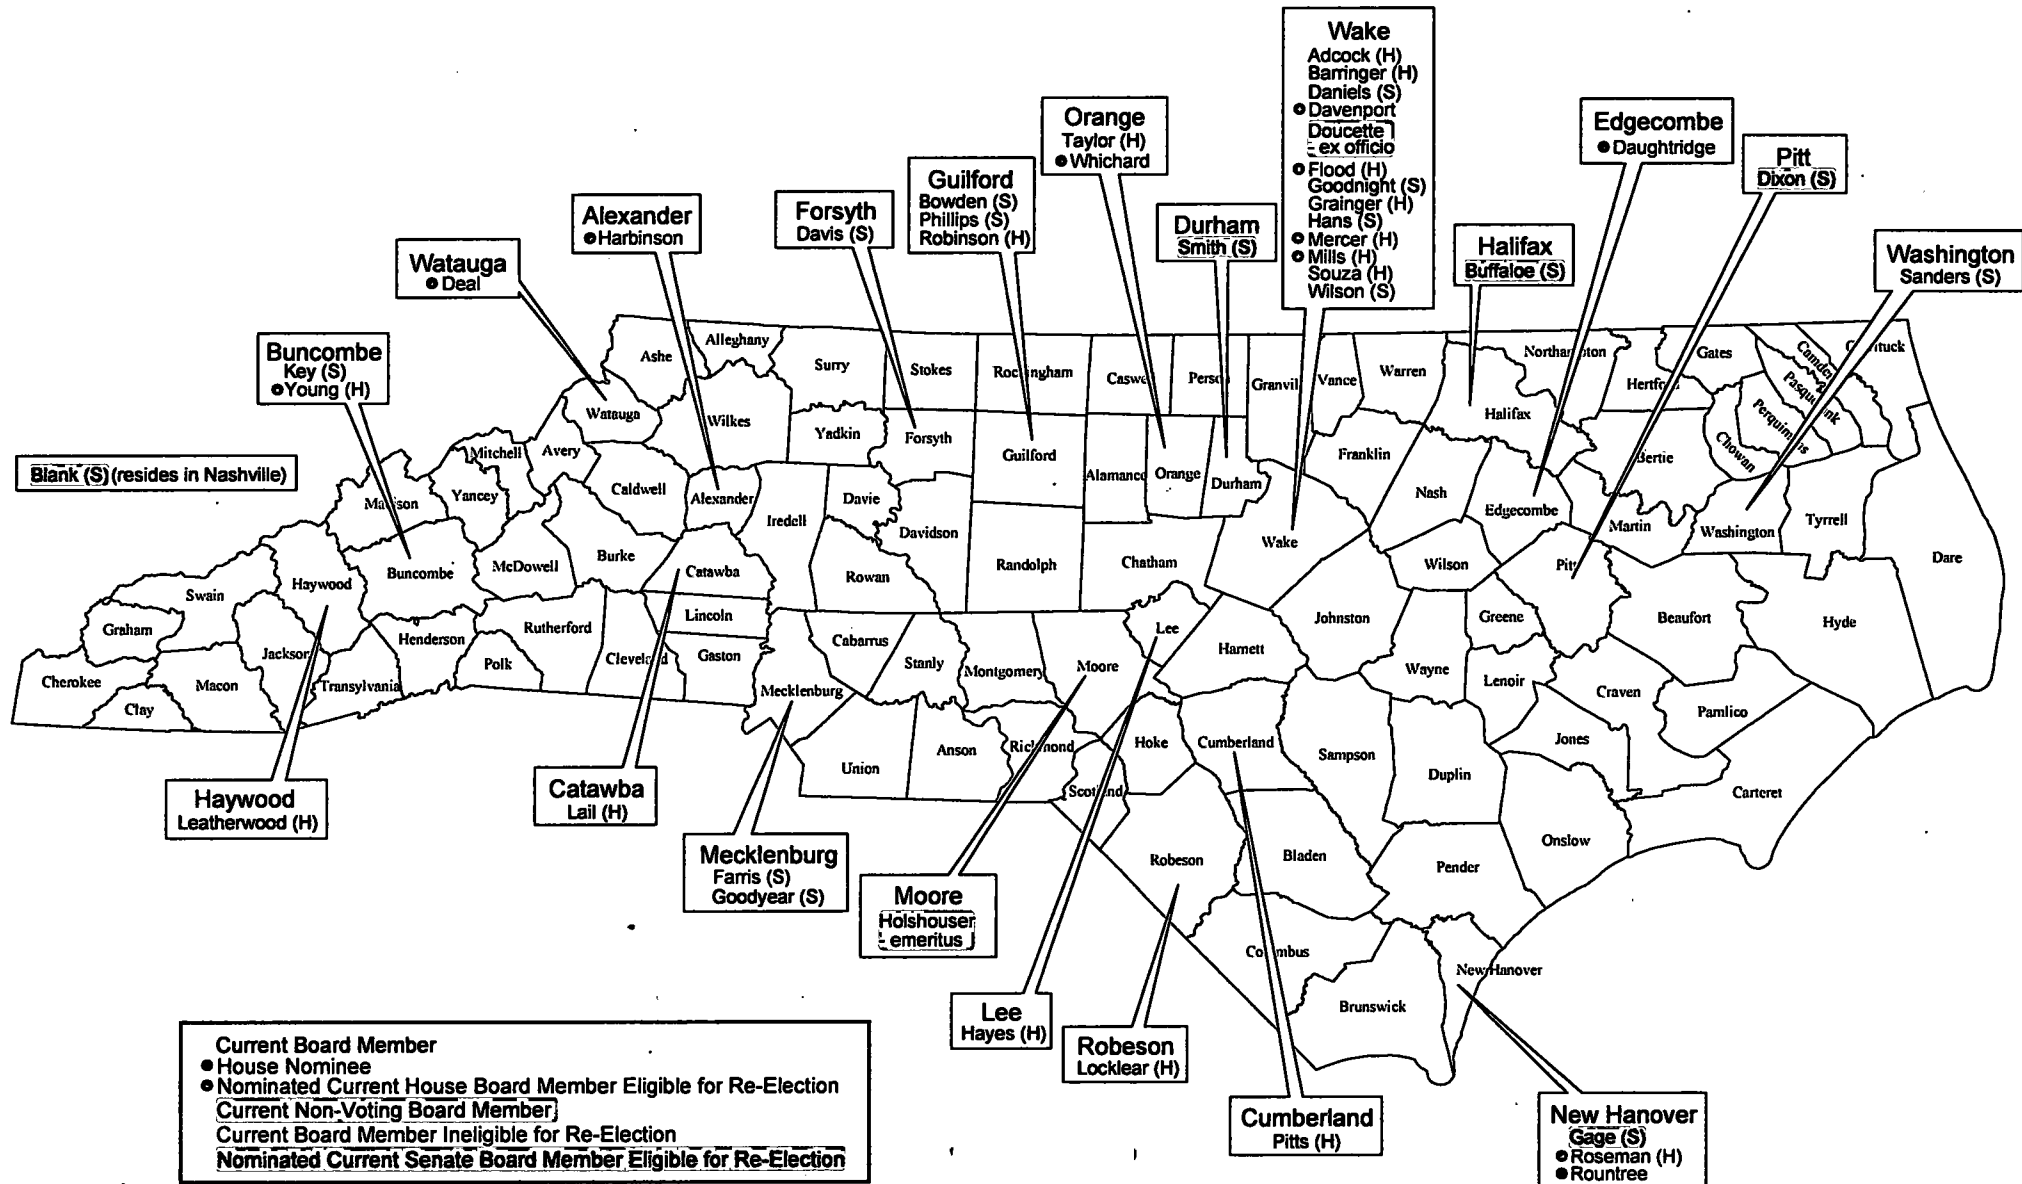 Wake
Adcock (H)
Barringer (H)
Daniels (S)
Davenport
Doucette
ex officio
Flood (H)
Goodnight (S)
Grainger (H)
Hans (S)
Mercer (H)
Mills (H)
Souza (H)
Wilson (S)
Orange
Taylor (H)
Whichard
Edgecombe
Daughtridge
Pitt
Dixon (S)
Guilford
Bowden (S)
Phillips (S)
Robinson (H)
Alexander
Harbinson
Forsyth
Davis (S)
Durham
Smith (S)
Halifax
Buffaloe (S)
Washington
Sanders (S)
Watauga
Deal
Buncombe
Key (S)
Young (H)
Blank (S) (resides in Nashville)
Ashe
Alleghany
Surry
Stokes
Rockingham
Caswell
Person
Granville
Vance
Warren
Northampton
Gates
Camden
Currituck
Hertford
Pasquotank
Perquimans
Chowan
Watauga
Wilkes
Yadkin
Forsyth
Guilford
Alamance
Orange
Durham
Franklin
Halifax
Bertie
Mitchell
Avery
Caldwell
Alexander
Iredell
Davie
Davidson
Nash
Edgecombe
Martin
Washington
Tyrrell
Dare
Madison
Yancey
McDowell
Burke
Catawba
Rowan
Randolph
Chatham
Wake
Wilson
Pitt
Beaufort
Hyde
Swain
Haywood
Buncombe
Graham
Jackson
Henderson
Rutherford
Polk
Cleveland
Lincoln
Gaston
Cabarrus
Stanly
Montgomery
Moore
Lee
Harnett
Johnston
Greene
Wayne
Lenoir
Craven
Pamlico
Cherokee
Clay
Macon
Transylvania
Mecklenburg
Union
Anson
Richmond
Scotland
Hoke
Cumberland
Sampson
Duplin
Jones
Carteret
Onslow
Robeson
Bladen
Pender
Columbus
Brunswick
New Hanover
Haywood
Leatherwood (H)
Catawba
Lail (H)
Mecklenburg
Farris (S)
Goodyear (S)
Moore
Holshouser
emeritus
Lee
Hayes (H)
Robeson
Locklear (H)
Cumberland
Pitts (H)
New Hanover
Gage (S)
Roseman (H)
Rountree
Current Board Member
House Nominee
Nominated Current House Board Member Eligible for Re-Election
Current Non-Voting Board Member
Current Board Member Ineligible for Re-Election
Nominated Current Senate Board Member Eligible for Re-Election